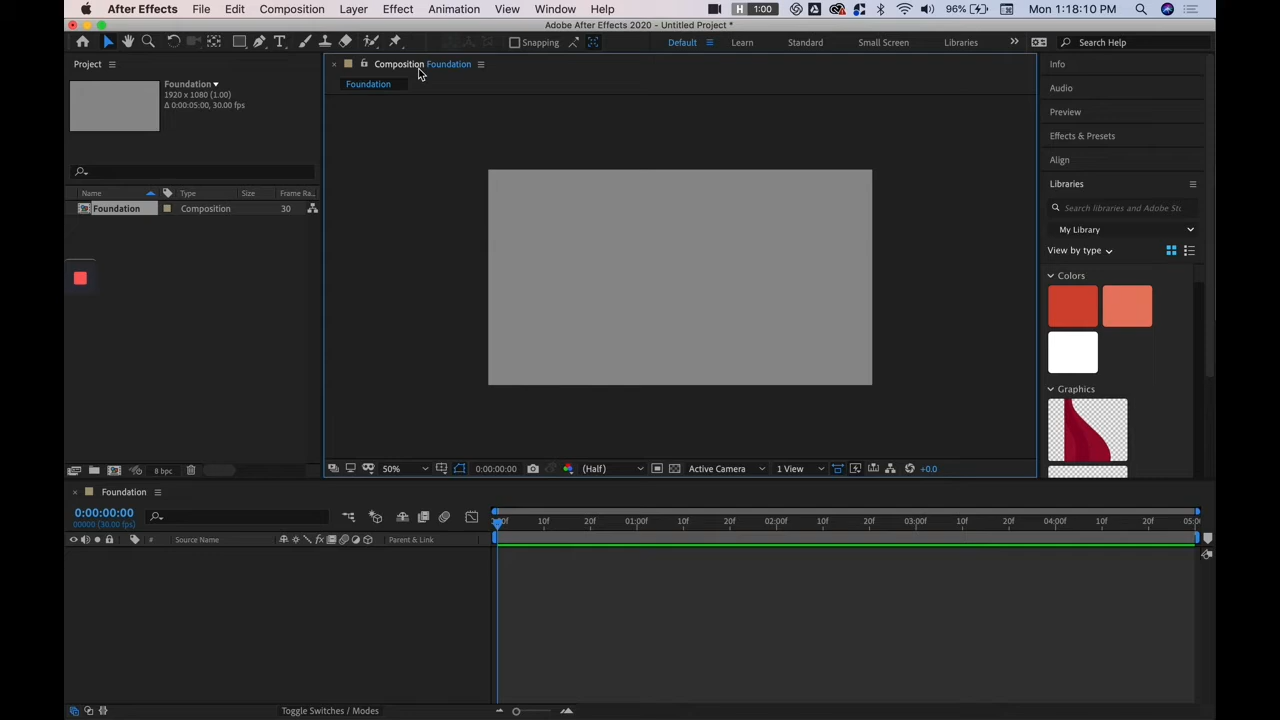 After Effects File Edit Composition Layer Effect Animation View Window Help H 1:00 96% Mon 1:18:10 PM
Adobe After Effects 2020 - Untitled Project *
Snapping Default Learn Standard Small Screen Libraries Search Help
Project
Foundation
1920 x 1080 (1.00)
Δ 0:00:05:00, 30.00 fps
Name Type Size Frame Ra..
Foundation Composition 30
8 bpc
Composition Foundation
Foundation
50% 0:00:00:00 (Half) Active Camera 1 View +0.0
Info
Audio
Preview
Effects & Presets
Align
Libraries
Search libraries and Adobe Sto
My Library
View by type
Colors
Graphics
Foundation
0:00:00:00
00000 (30.00 fps)
# Source Name Parent & Link
10f 20f 01:00f 10f 20f 02:00f 10f 20f 03:00f 10f 20f 04:00f 10f 20f 05:0
Toggle Switches / Modes